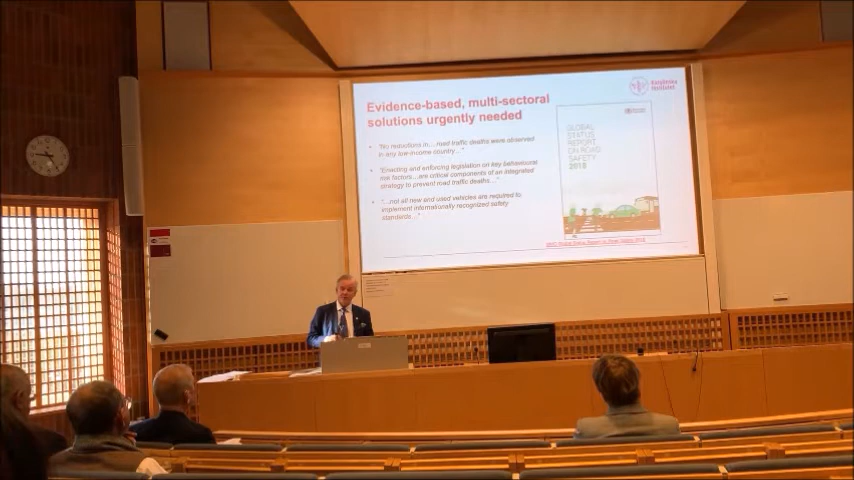 Karolinska
Institutet
Evidence-based, multi-sectoral
solutions urgently needed
• "No reductions in… road traffic deaths were observed
in any low-income country…"
• "Enacting and enforcing legislation on key behavioural
risk factors…are critical components of an integrated
strategy to prevent road traffic deaths…"
• "…not all new and used vehicles are required to
implement internationally recognized safety
standards…"
GLOBAL
STATUS
REPORT
ON ROAD
SAFETY
2018